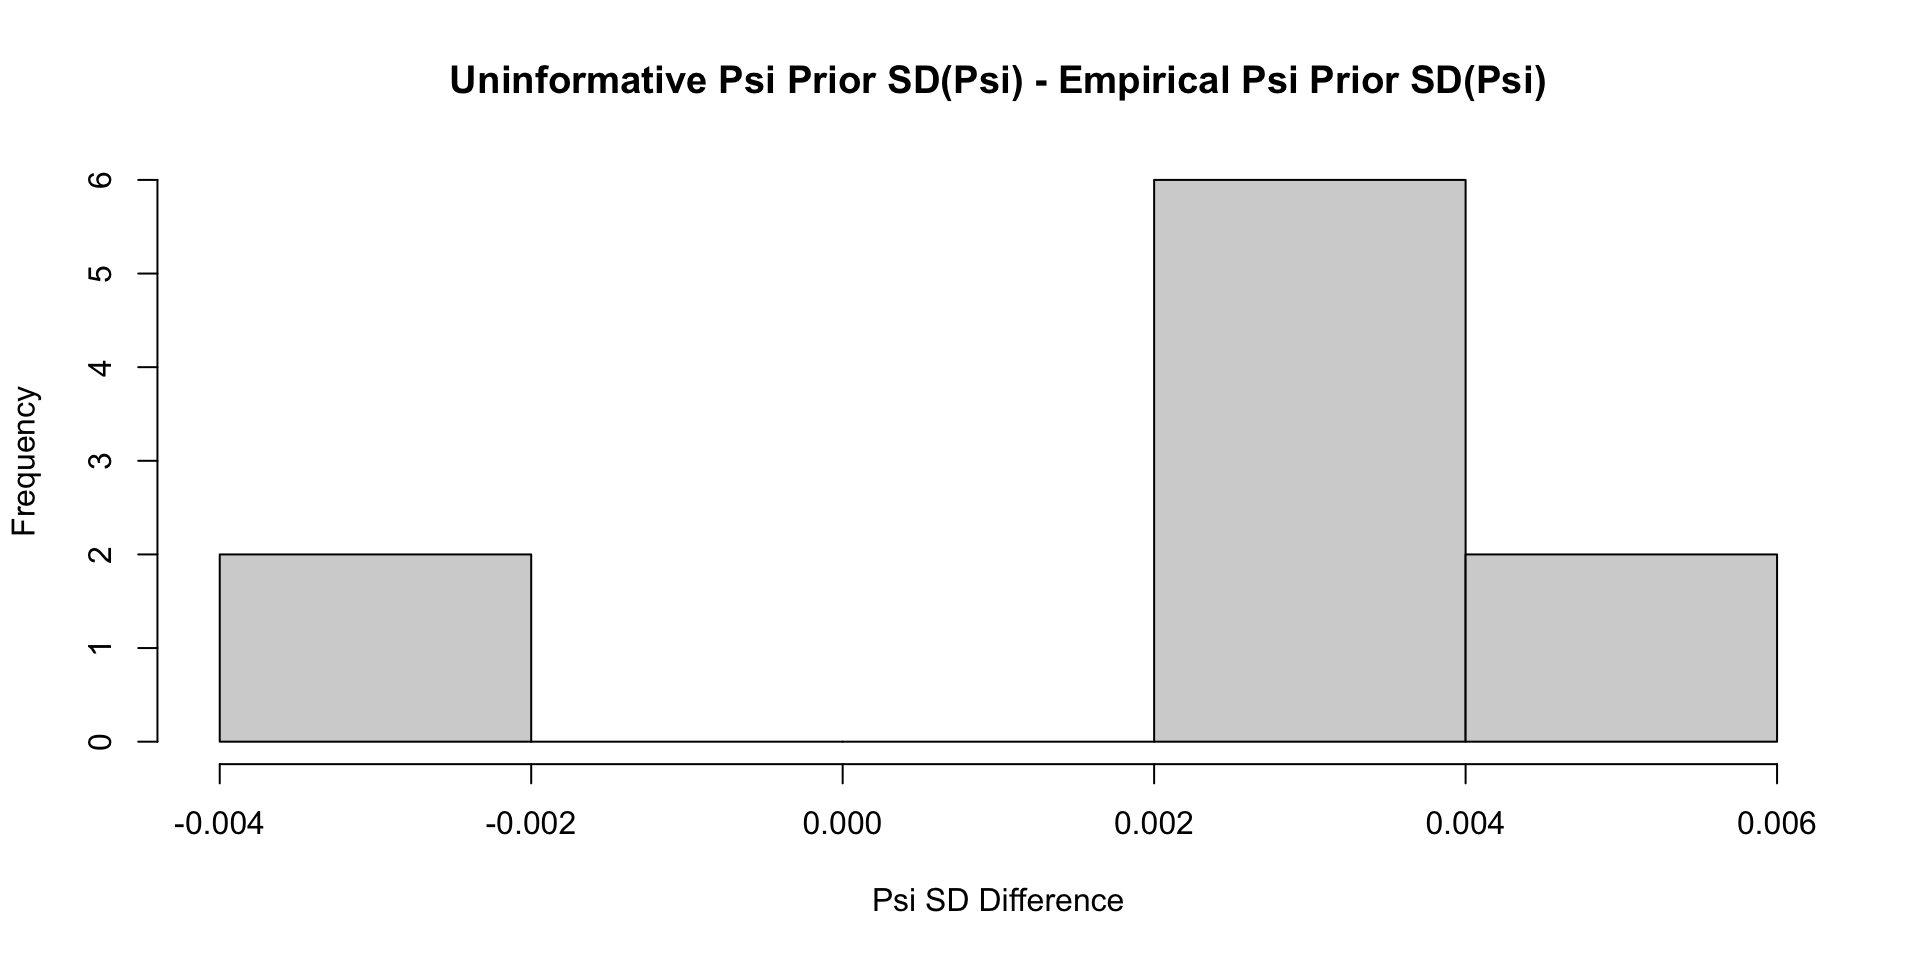 Uninformative Psi Prior SD(Psi) - Empirical Psi Prior SD(Psi)
Frequency
6
5
4
3
2
1
0
-0.004 -0.002 0.000 0.002 0.004 0.006
Psi SD Difference